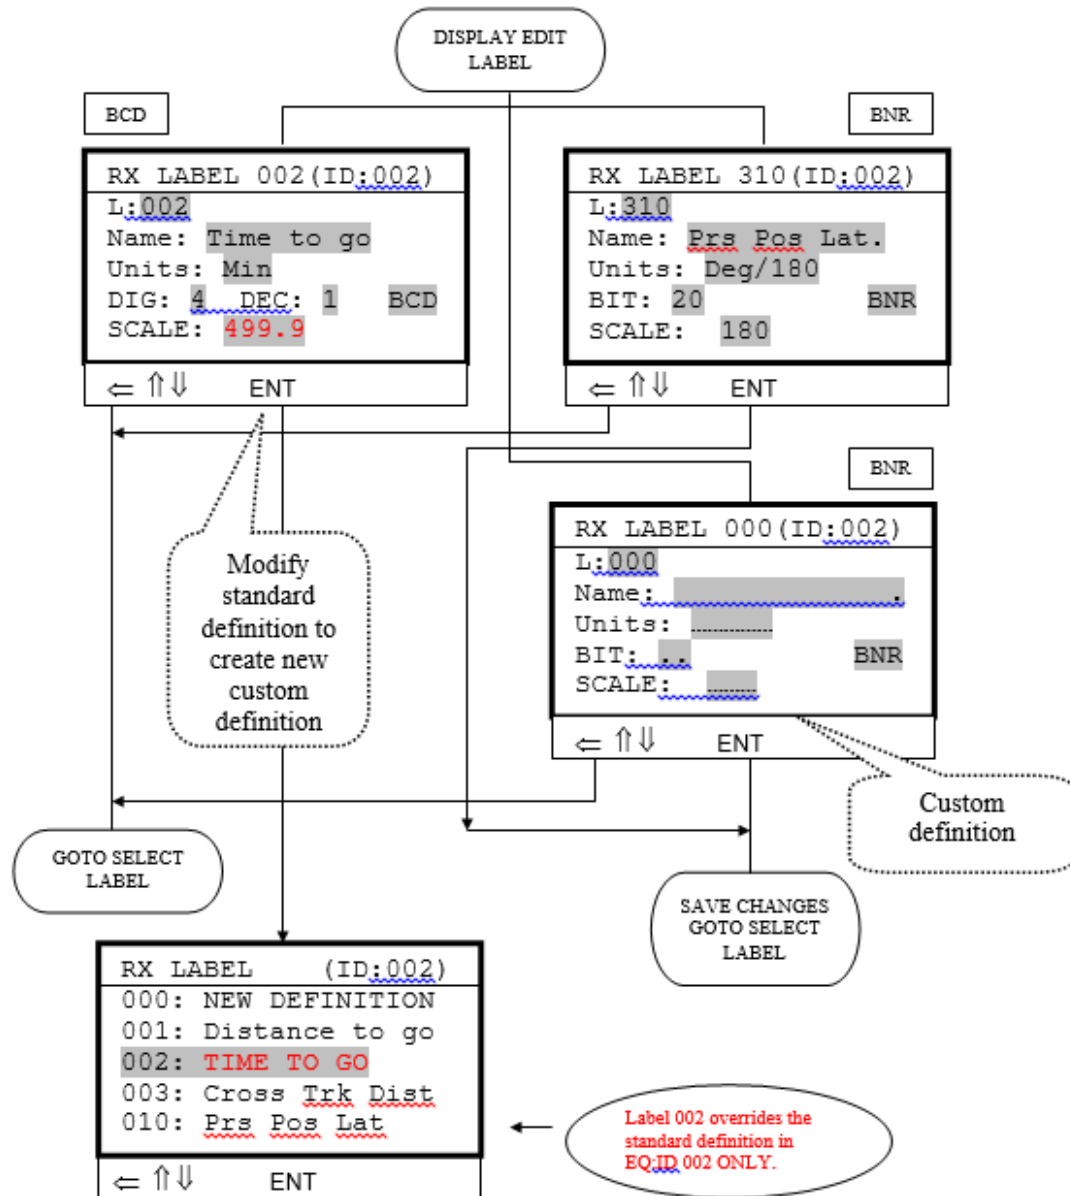 DISPLAY EDIT
LABEL
BCD
BNR
RX LABEL 002(ID:002)
L:002
Name: Time to go
Units: Min
DIG: 4 DEC: 1 BCD
SCALE: 499.9
⇐ ⇑⇓ ENT
RX LABEL 310(ID:002)
L:310
Name: Prs Pos Lat.
Units: Deg/180
BIT: 20 BNR
SCALE: 180
⇐ ⇑⇓ ENT
BNR
Modify
standard
definition to
create new
custom
definition
RX LABEL 000(ID:002)
L:000
Name: .
Units: ..........
BIT: .. BNR
SCALE: ......
⇐ ⇑⇓ ENT
Custom
definition
GOTO SELECT
LABEL
SAVE CHANGES
GOTO SELECT
LABEL
RX LABEL (ID:002)
000: NEW DEFINITION
001: Distance to go
002: TIME TO GO
003: Cross Trk Dist
010: Prs Pos Lat
⇐ ⇑⇓ ENT
Label 002 overrides the
standard definition in
EQ:ID 002 ONLY.